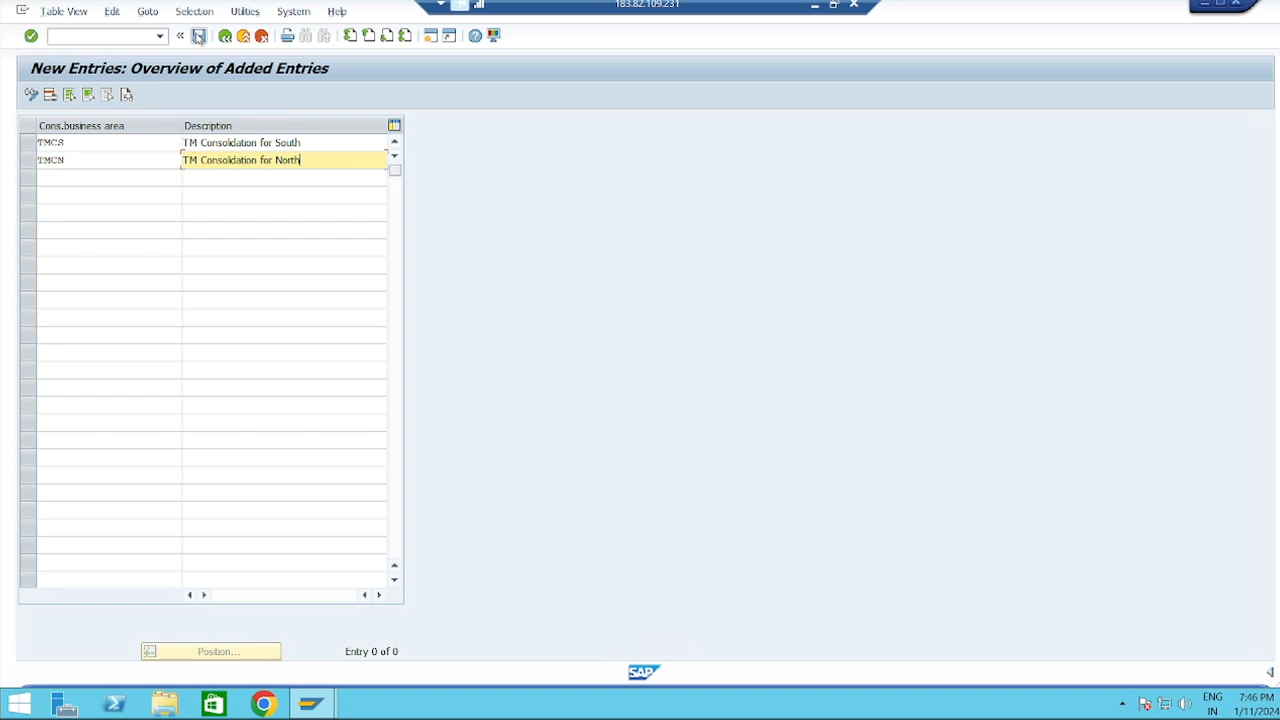 183.82.109.231
Table View Edit Goto Selection Utilities System Help
New Entries: Overview of Added Entries
Cons.business area Description
TMCS TM Consolidation for South
TMCN TM Consolidation for North
Position... Entry 0 of 0
SAP
ENG 7:46 PM
IN 1/11/2024